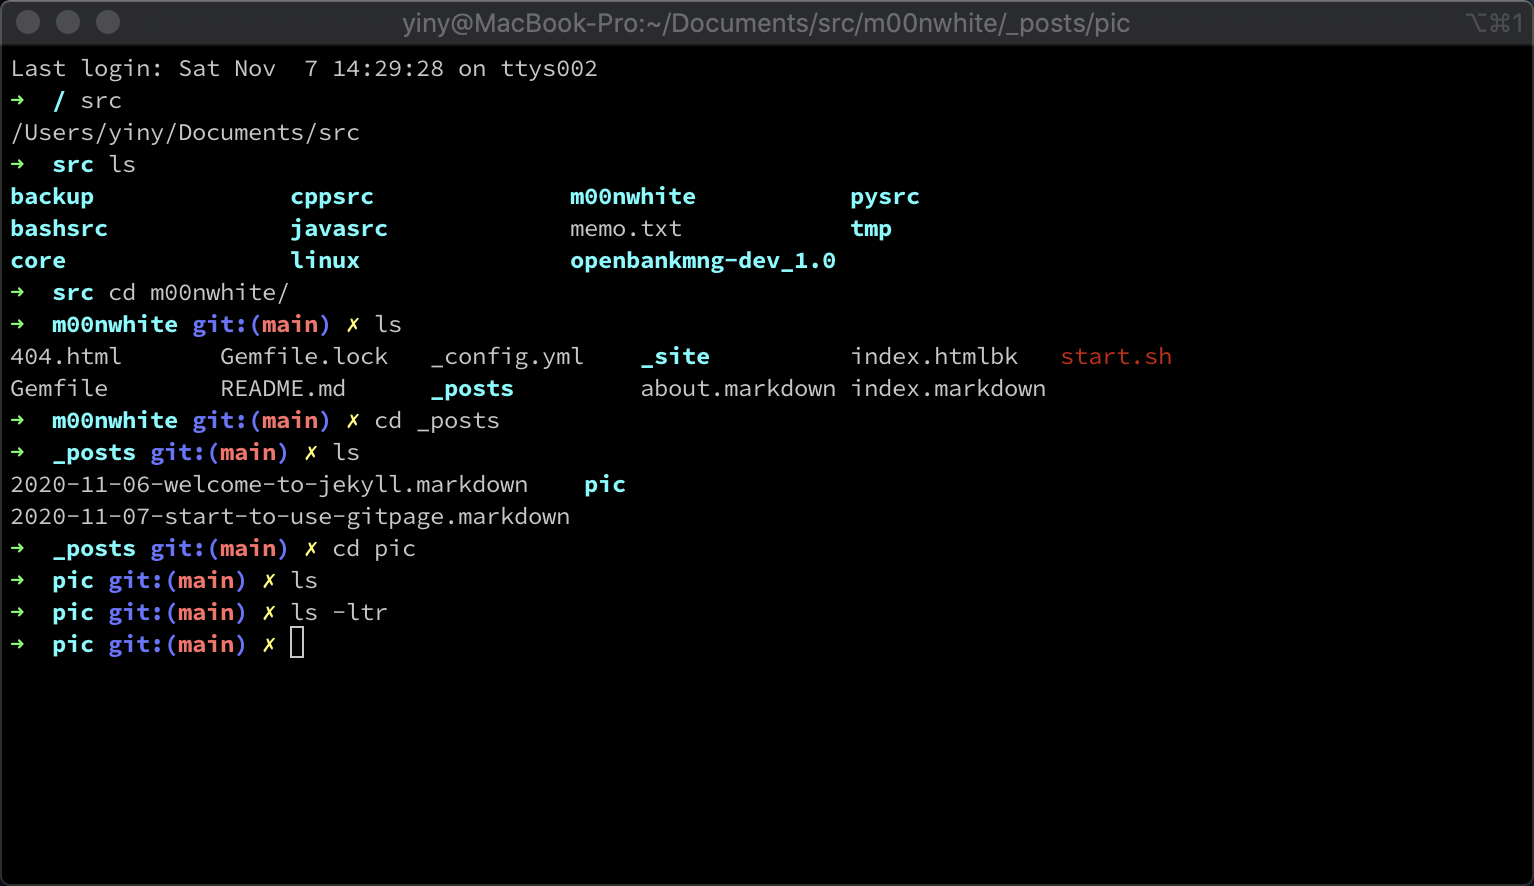 yiny@MacBook-Pro:~/Documents/src/m00nwhite/_posts/pic ⌥⌘1
Last login: Sat Nov  7 14:29:28 on ttys002
➜  / src
/Users/yiny/Documents/src
➜  src ls
backup              cppsrc              m00nwhite           pysrc
bashsrc             javasrc             memo.txt            tmp
core                linux               openbankmng-dev_1.0
➜  src cd m00nwhite/
➜  m00nwhite git:(main) ✗ ls
404.html       Gemfile.lock   _config.yml    _site          index.htmlbk   start.sh
Gemfile        README.md      _posts         about.markdown index.markdown
➜  m00nwhite git:(main) ✗ cd _posts
➜  _posts git:(main) ✗ ls
2020-11-06-welcome-to-jekyll.markdown    pic
2020-11-07-start-to-use-gitpage.markdown
➜  _posts git:(main) ✗ cd pic
➜  pic git:(main) ✗ ls
➜  pic git:(main) ✗ ls -ltr
➜  pic git:(main) ✗